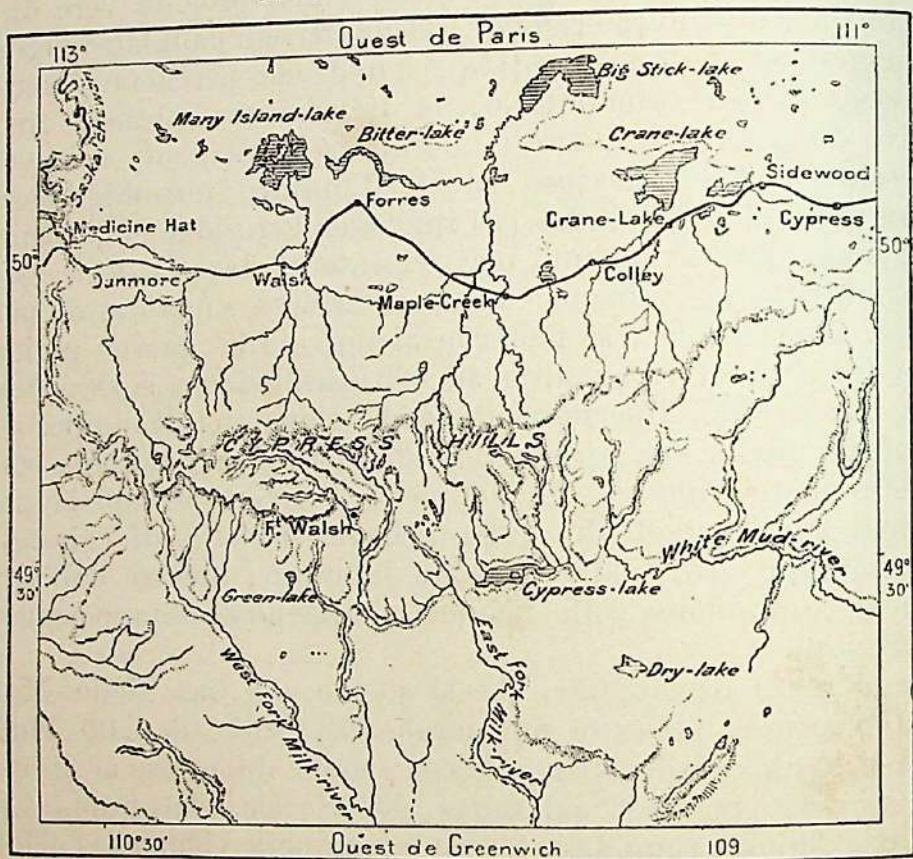 Ouest de Paris
113°
111°
Big Stick-lake
Saskatchewan
Many Island-lake
Bitter-lake
Crane-lake
Sidewood
Forres
Crane-Lake
Cypress
Medicine Hat
50°
50°
Dunmore
Walsh
Colley
Maple-Creek
CYPRESS HILLS
Ft. Walsh
White Mud-river
49°
30'
49°
30'
Green-lake
Cypress-lake
West Fork Milk-river
East Fork
Milk-river
Dry-lake
110°30'
Ouest de Greenwich
109